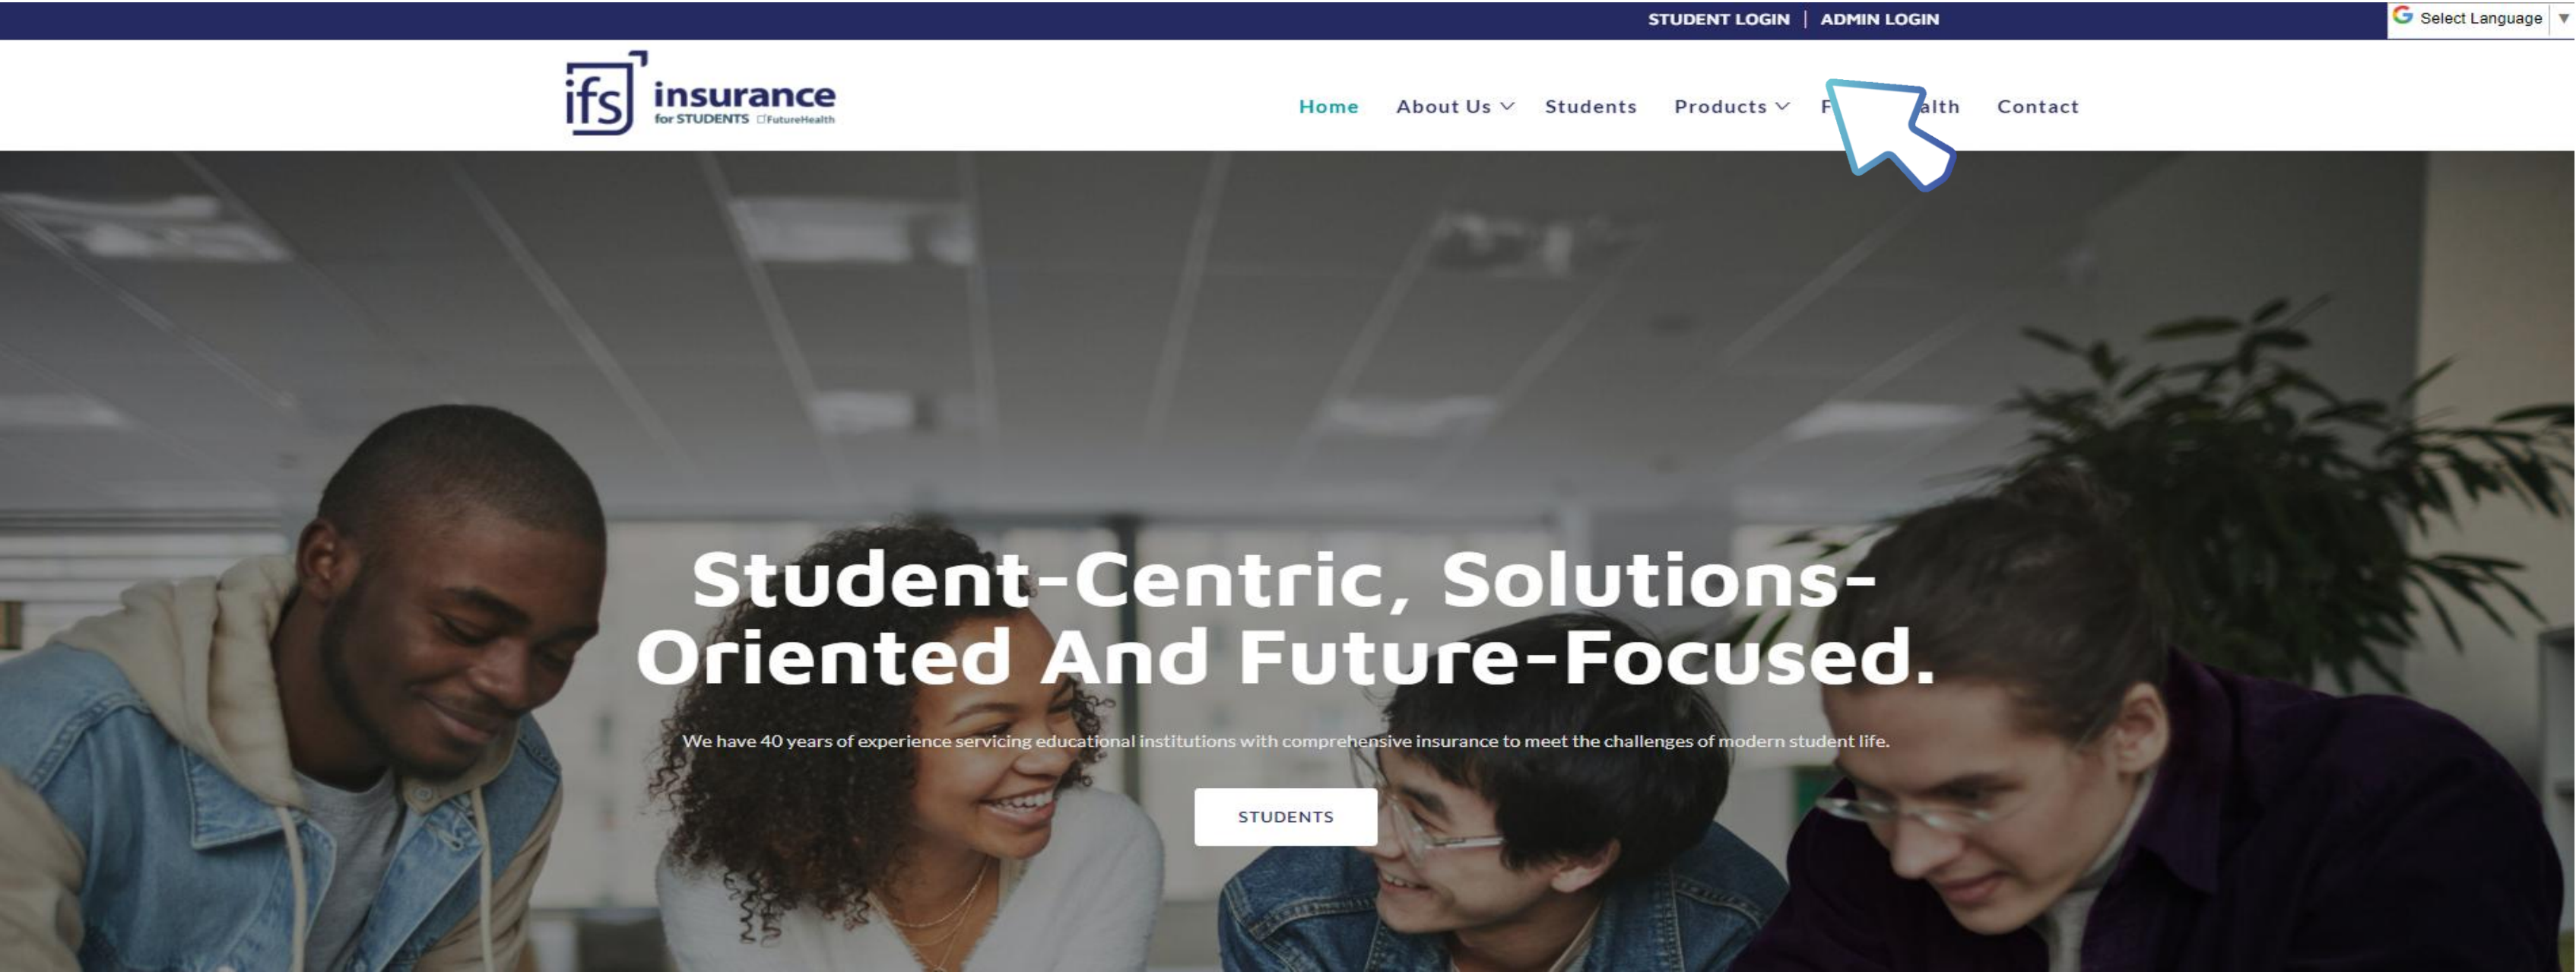 STUDENT LOGIN | ADMIN LOGIN
Select Language ▼
ifs insurance
for STUDENTS FutureHealth
Home About Us Students Products Contact
Student-Centric, Solutions-
Oriented And Future-Focused.
We have 40 years of experience servicing educational institutions with comprehensive insurance to meet the challenges of modern student life.
STUDENTS